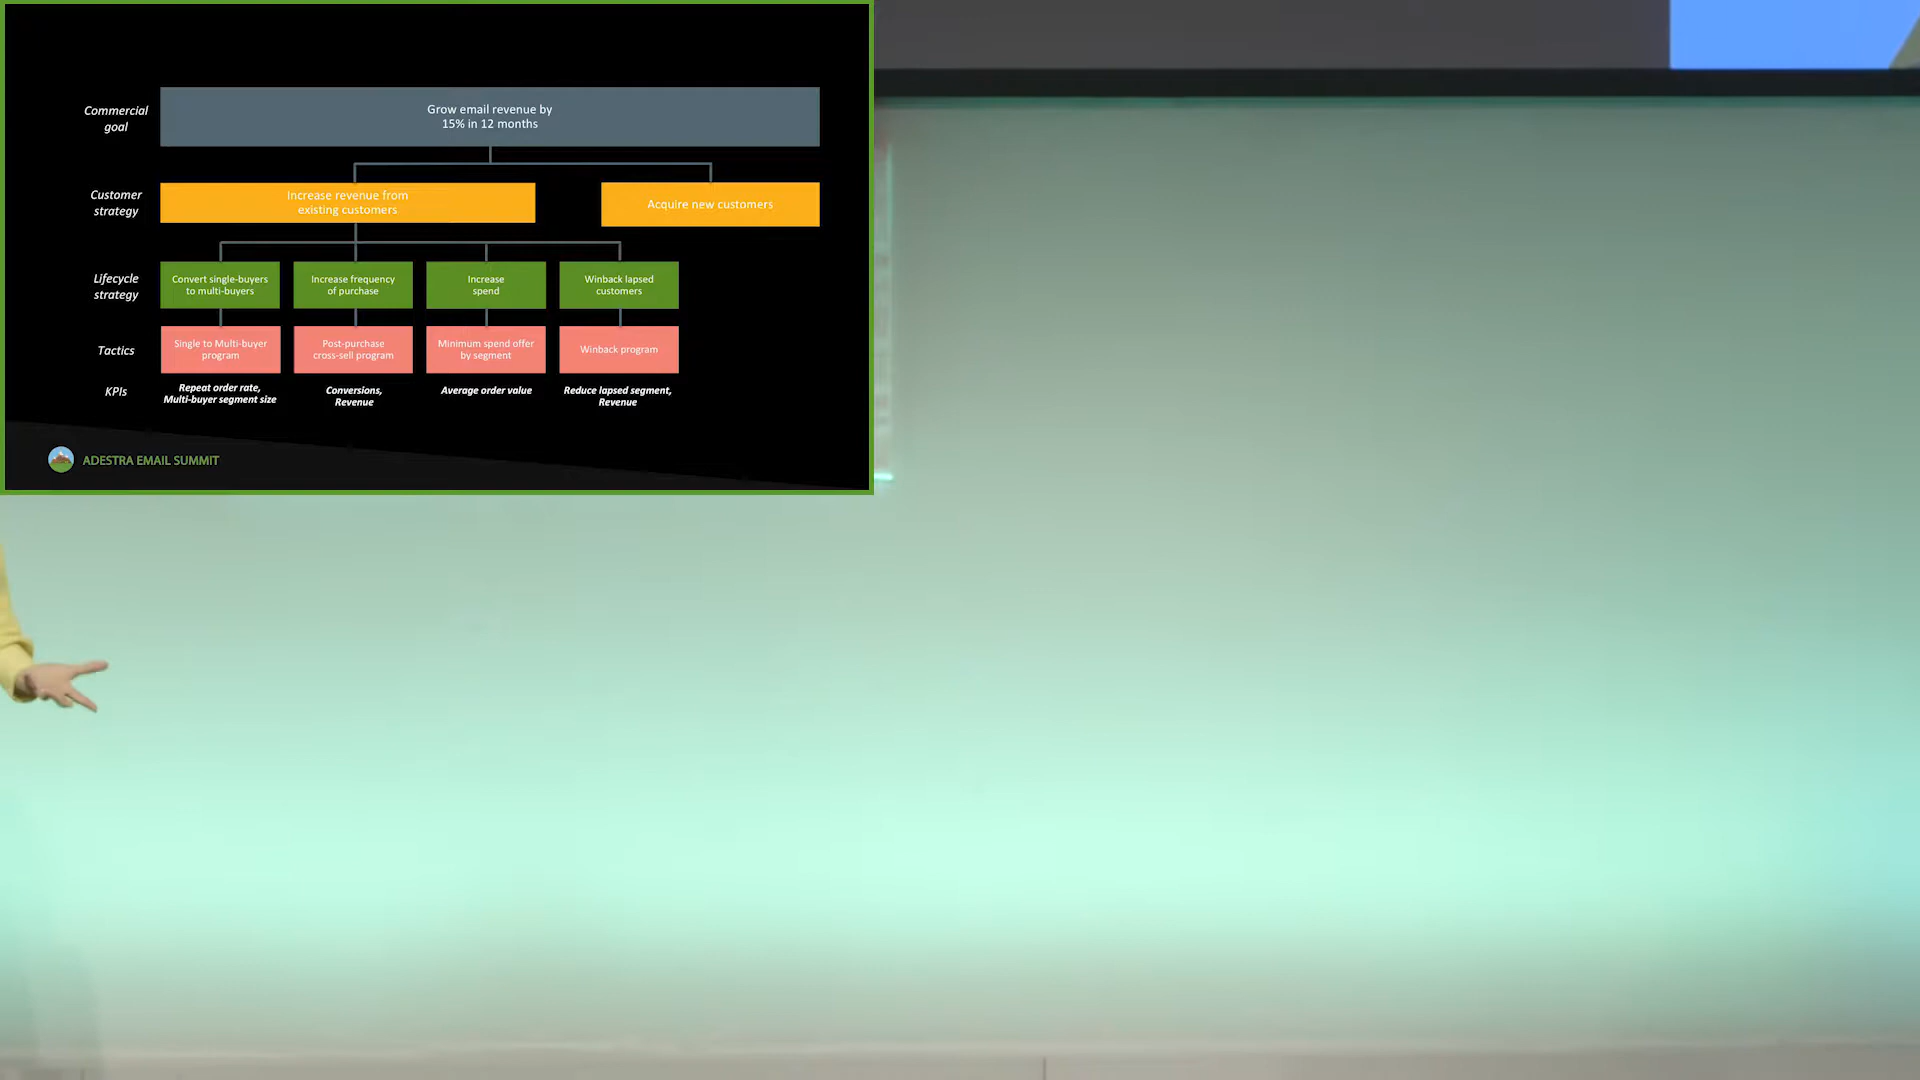 Commercial
goal
Grow email revenue by
15% in 12 months
Customer
strategy
Increase revenue from
existing customers
Acquire new customers
Lifecycle
strategy
Convert single-buyers
to multi-buyers
Increase frequency
of purchase
Increase
spend
Winback lapsed
customers
Tactics
Single to Multi-buyer
program
Post-purchase
cross-sell program
Minimum spend offer
by segment
Winback program
KPIs
Repeat order rate,
Multi-buyer segment size
Conversions,
Revenue
Average order value
Reduce lapsed segment,
Revenue
ADESTRA EMAIL SUMMIT